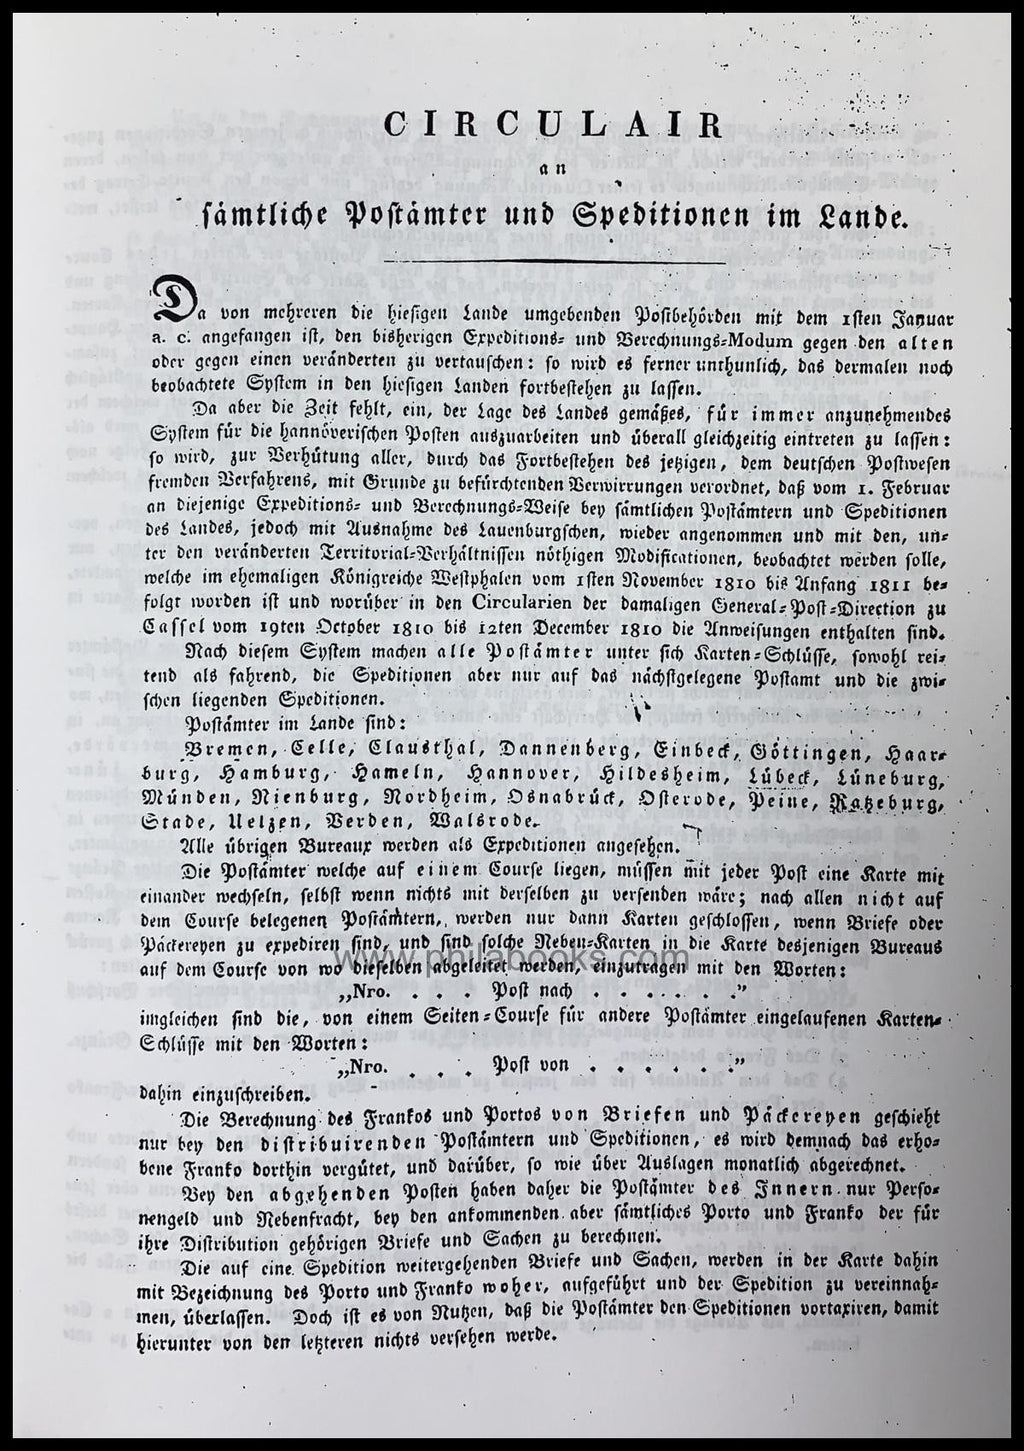 CIRCULAIR
an
sämtliche Postämter und Speditionen im Lande.
Da von mehreren die hiesigen Lande umgebenden Postbehörden mit dem 1sten Januar
a. c. angefangen ist, den bisherigen Expeditions- und Berechnungs-Modum gegen den alten
oder gegen einen veränderten zu vertauschen: so wird es ferner unthunlich, das dermalen noch
beobachtete System in den hiesigen Landen fortbestehen zu lassen.
Da aber die Zeit fehlt, ein, der Lage des Landes gemäßes, für immer anzunehmendes
System für die hannöverischen Posten auszuarbeiten und überall gleichzeitig eintreten zu lassen:
so wird, zur Verhütung aller, durch das Fortbestehen des jetzigen, dem deutschen Postwesen
fremden Verfahrens, mit Grunde zu befürchtenden Verwirrungen verordnet, daß vom 1. Februar
an diejenige Expeditions- und Berechnungs-Weise bey sämtlichen Postämtern und Speditionen
des Landes, jedoch mit Ausnahme des Lauenburgschen, wieder angenommen und mit den, un-
ter den veränderten Territorial-Verhältnissen nöthigen Modificationen, beobachtet werden solle,
welche im ehemaligen Königreiche Westphalen vom 1sten November 1810 bis Anfang 1811 be-
folgt worden ist und worüber in den Circularien der damaligen General-Post-Direction zu
Cassel vom 19ten October 1810 bis 12ten December 1810 die Anweisungen enthalten sind.
Nach diesem System machen alle Postämter unter sich Karten-Schlüsse, sowohl rei-
tend als fahrend, die Speditionen aber nur auf das nächstgelegene Postamt und die zwi-
schen liegenden Speditionen.
Postämter im Lande sind:
Bremen, Celle, Clausthal, Dannenberg, Einbeck, Göttingen, Haar-
burg, Hamburg, Hameln, Hannover, Hildesheim, Lübeck, Lüneburg,
Münden, Nienburg, Nordheim, Osnabrück, Osterode, Peine, Ratzeburg,
Stade, Uelzen, Verden, Walsrode.
Alle übrigen Bureaux werden als Expeditionen angesehen.
Die Postämter welche auf einem Course liegen, müssen mit jeder Post eine Karte mit
einander wechseln, selbst wenn nichts mit derselben zu versenden wäre; nach allen nicht auf
dem Course belegenen Postämtern, werden nur dann Karten geschlossen, wenn Briefe oder
Päckereyen zu expediren sind, und sind solche Neben-Karten in die Karte desjenigen Bureaus
auf dem Course von wo dieselben abgeleitet werden, einzutragen mit den Worten:
www.philabooks.com
„Nro. . . . Post nach . . . . . . .”
imgleichen sind die, von einem Seiten-Course für andere Postämter eingelaufenen Karten-
Schlüsse mit den Worten:
„Nro. . . . Post von . . . . . . .”
dahin einzuschreiben.
Die Berechnung des Frankos und Portos von Briefen und Päckereyen geschieht
nur bey den distribuirenden Postämtern und Speditionen, es wird demnach das erho-
bene Franko dorthin vergütet, und darüber, so wie über Auslagen monatlich abgerechnet.
Bey den abgehenden Posten haben daher die Postämter des Innern nur Perso-
nengeld und Nebenfracht, bey den ankommenden aber sämtliches Porto und Franko der für
ihre Distribution gehörigen Briefe und Sachen zu berechnen.
Die auf eine Spedition weitergehenden Briefe und Sachen, werden in der Karte dahin
mit Bezeichnung des Porto und Franko woher, aufgeführt und der Spedition zu vereinnah-
men, überlassen. Doch ist es von Nutzen, daß die Postämter den Speditionen vortaxiren, damit
hierunter von den letzteren nichts versehen werde.